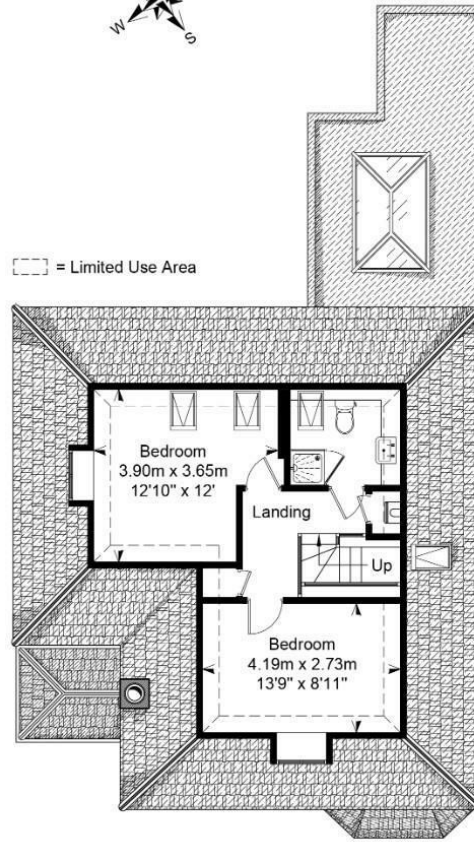 W
S
= Limited Use Area
Bedroom
3.90m x 3.65m
12'10" x 12'
Landing
Up
Bedroom
4.19m x 2.73m
13'9" x 8'11"